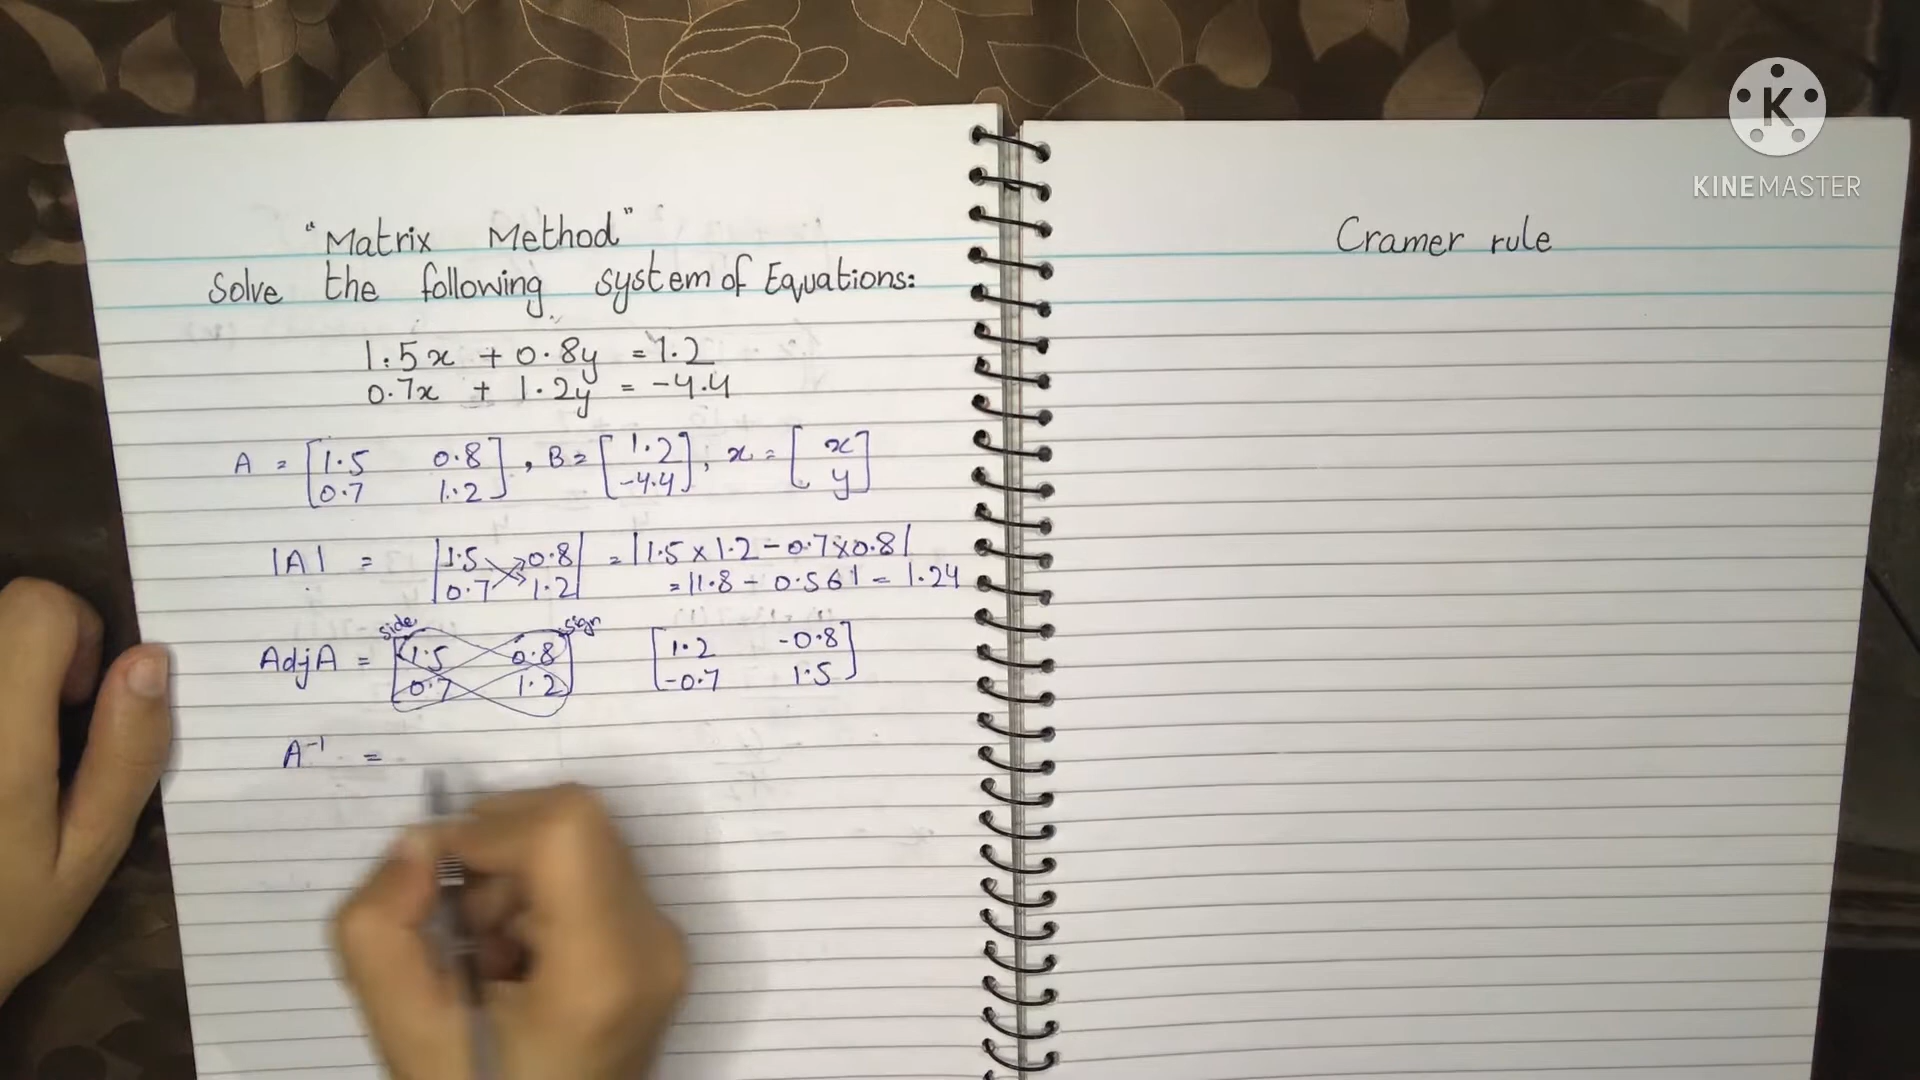 "Matrix Method"
Solve the following system of Equations:
1.5x + 0.8y = 1.2
0.7x + 1.2y = -4.4
A = [1.5 0.8 , B = [1.2 ; x = [x
0.7 1.2] -4.4] y]
|A| = |1.5 0.8| = |1.5 x 1.2 - 0.7 x 0.8|
|0.7 1.2| = |1.8 - 0.56| = 1.24
side sign
AdjA = [1.5 0.8 [1.2 -0.8
0.7 1.2] -0.7 1.5]
A⁻¹ =
Cramer rule
K
KINEMASTER